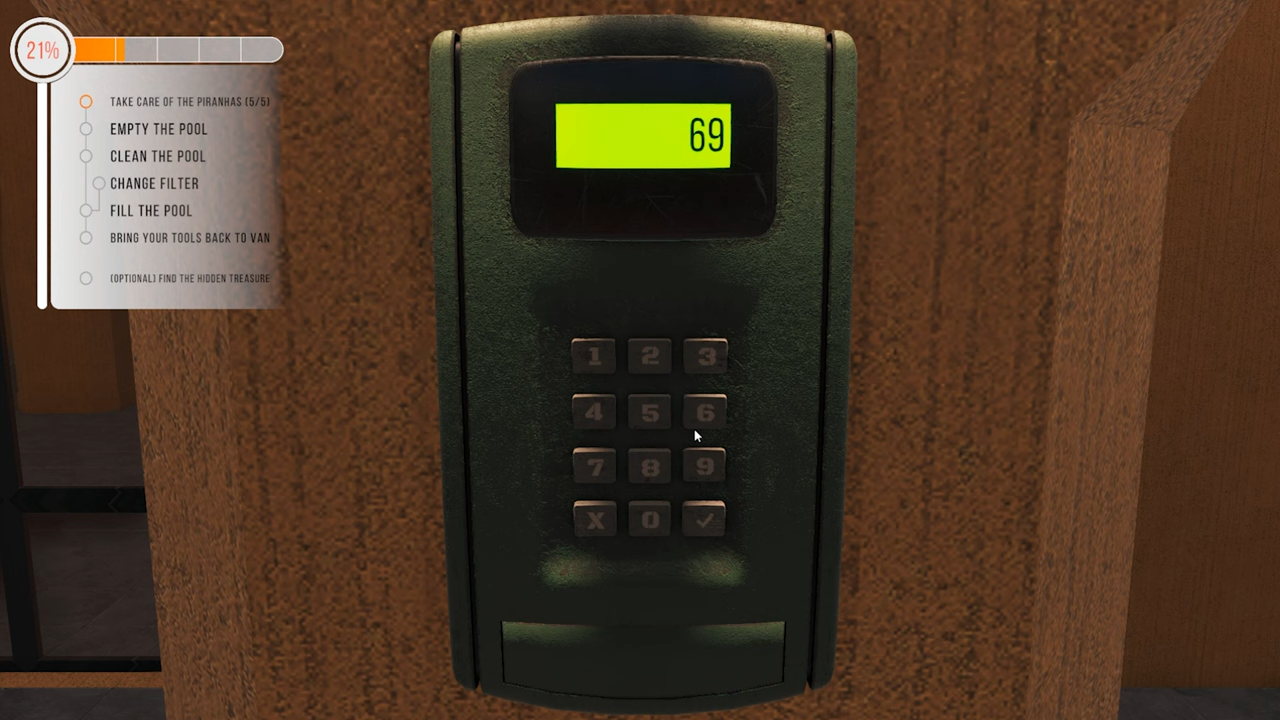 21%
TAKE CARE OF THE PIRANHAS (5/5)
EMPTY THE POOL
CLEAN THE POOL
CHANGE FILTER
FILL THE POOL
BRING YOUR TOOLS BACK TO VAN
(OPTIONAL) FIND THE HIDDEN TREASURE
69
1 2 3
4 5 6
7 8 9
X 0 ✓